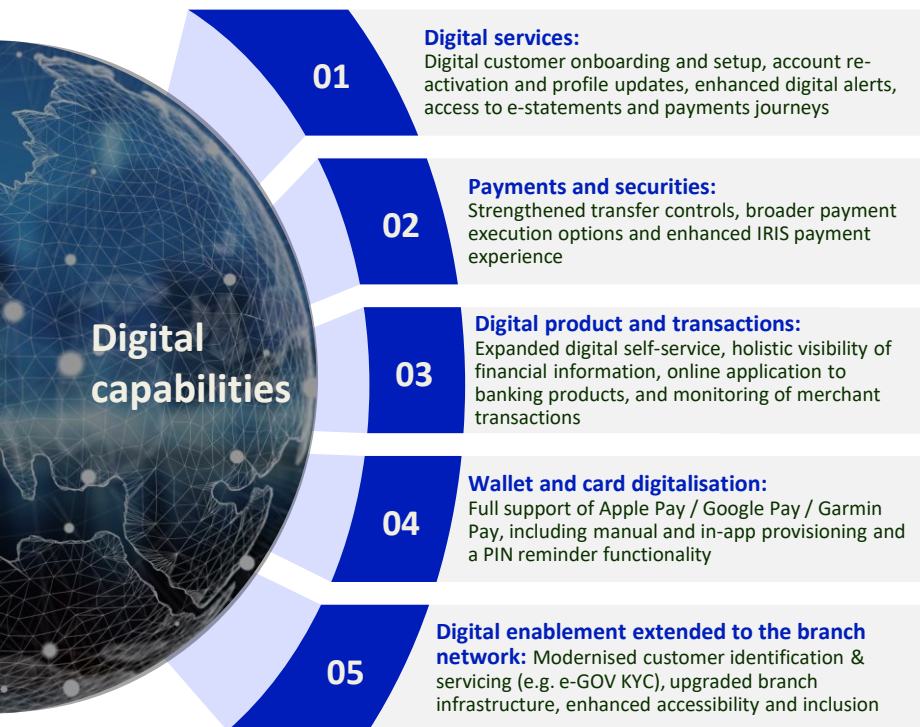 Digital
capabilities
01
Digital services:
Digital customer onboarding and setup, account re-
activation and profile updates, enhanced digital alerts,
access to e-statements and payments journeys
02
Payments and securities:
Strengthened transfer controls, broader payment
execution options and enhanced IRIS payment
experience
03
Digital product and transactions:
Expanded digital self-service, holistic visibility of
financial information, online application to
banking products, and monitoring of merchant
transactions
04
Wallet and card digitalisation:
Full support of Apple Pay / Google Pay / Garmin
Pay, including manual and in-app provisioning and
a PIN reminder functionality
05
Digital enablement extended to the branch
network: Modernised customer identification &
servicing (e.g. e-GOV KYC), upgraded branch
infrastructure, enhanced accessibility and inclusion